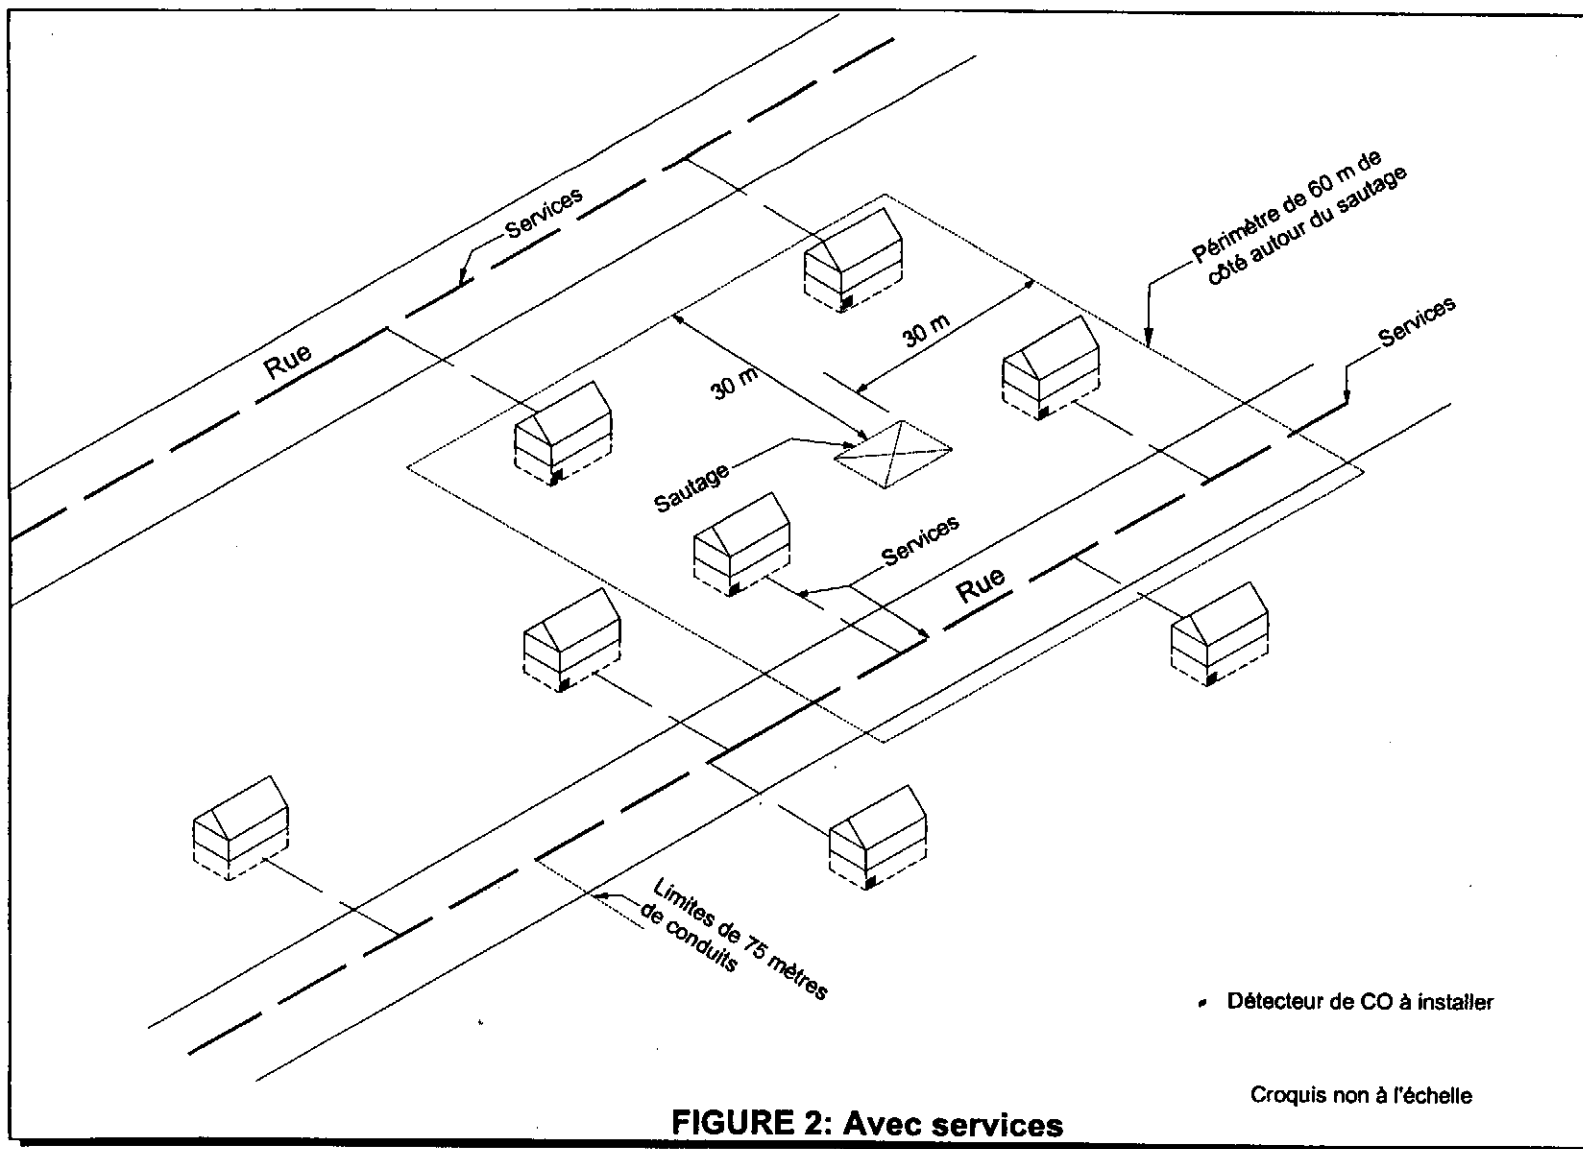 Périmètre de 60 m de
côté autour du sautage
Services
Services
30 m
Rue
30 m
Sautage
Services
Rue
Limites de 75 mètres
de conduits
Détecteur de CO à installer
Croquis non à l'échelle
FIGURE 2: Avec services